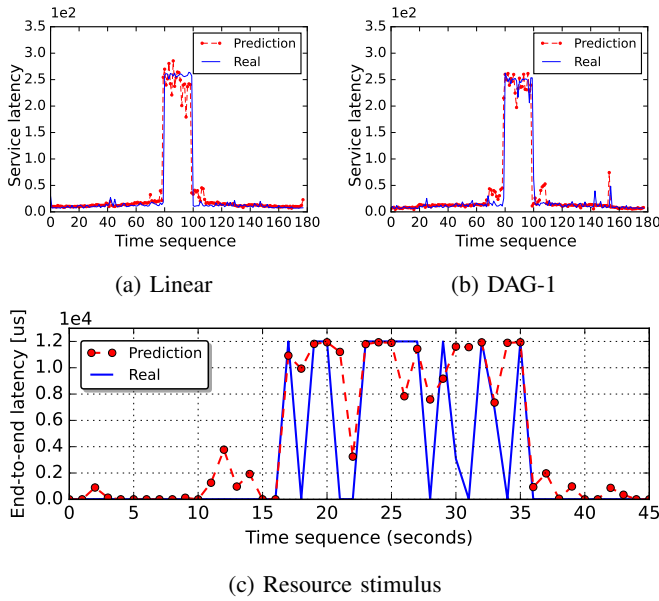 1e2
1e2
3.5
3.0
2.5
2.0
1.5
1.0
0.5
0.0
Service latency
Prediction
Real
0 20 40 60 80 100 120 140 160 180
Time sequence
3.5
3.0
2.5
2.0
1.5
1.0
0.5
0.0
Service latency
Prediction
Real
0 20 40 60 80 100 120 140 160 180
Time sequence
(a) Linear
(b) DAG-1
1e4
1.2
1.0
0.8
0.6
0.4
0.2
0.0
End-to-end latency [us]
Prediction
Real
0 5 10 15 20 25 30 35 40 45
Time sequence (seconds)
(c) Resource stimulus